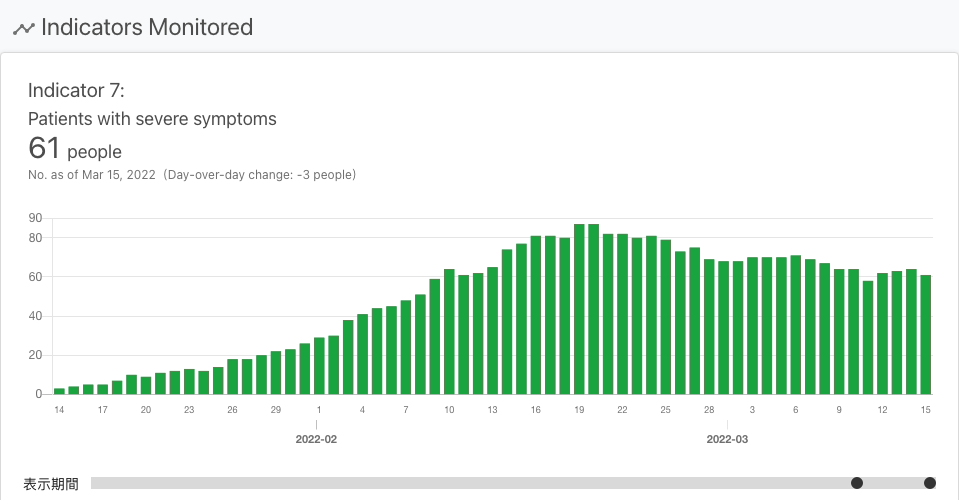 Indicators Monitored
Indicator 7:
Patients with severe symptoms
61 people
No. as of Mar 15, 2022 (Day-over-day change: -3 people)
90
80
60
40
20
0
14 17 20 23 26 29 1 4 7 10 13 16 19 22 25 28 3 6 9 12 15
2022-02 2022-03
表示期間